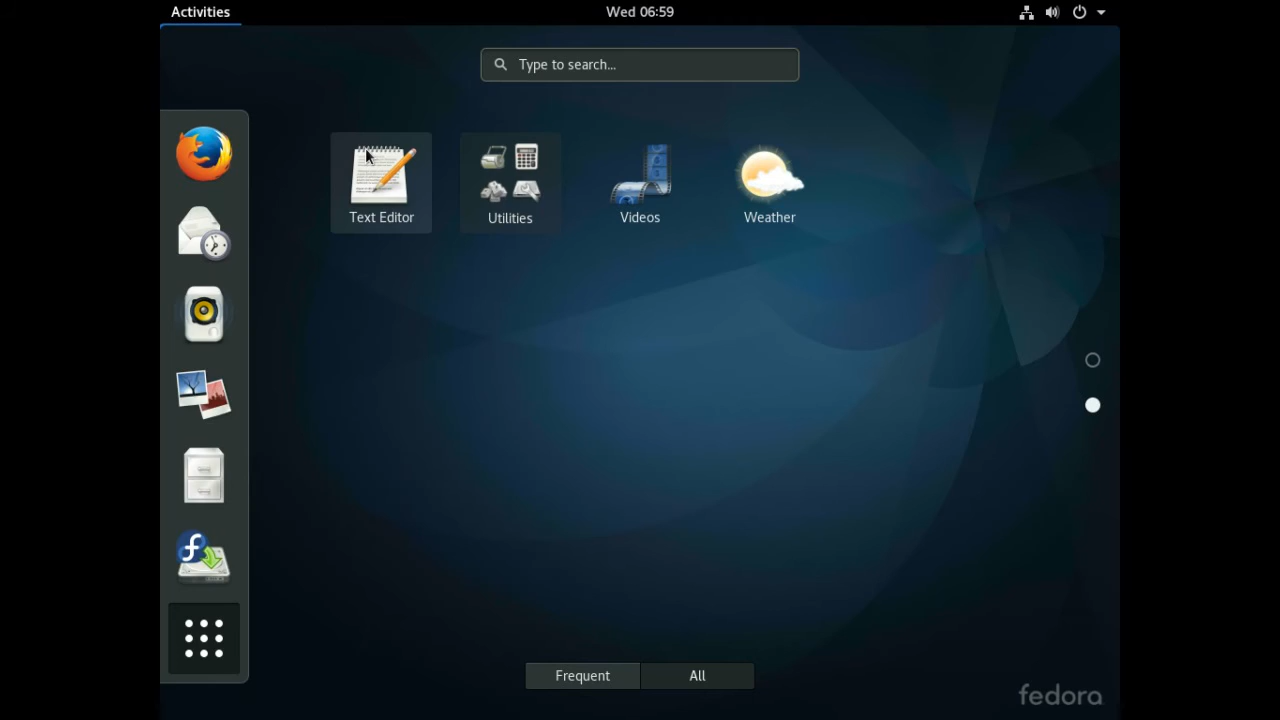 Activities
Wed 06:59
Type to search...
Text Editor
Utilities
Videos
Weather
Frequent
All
fedora